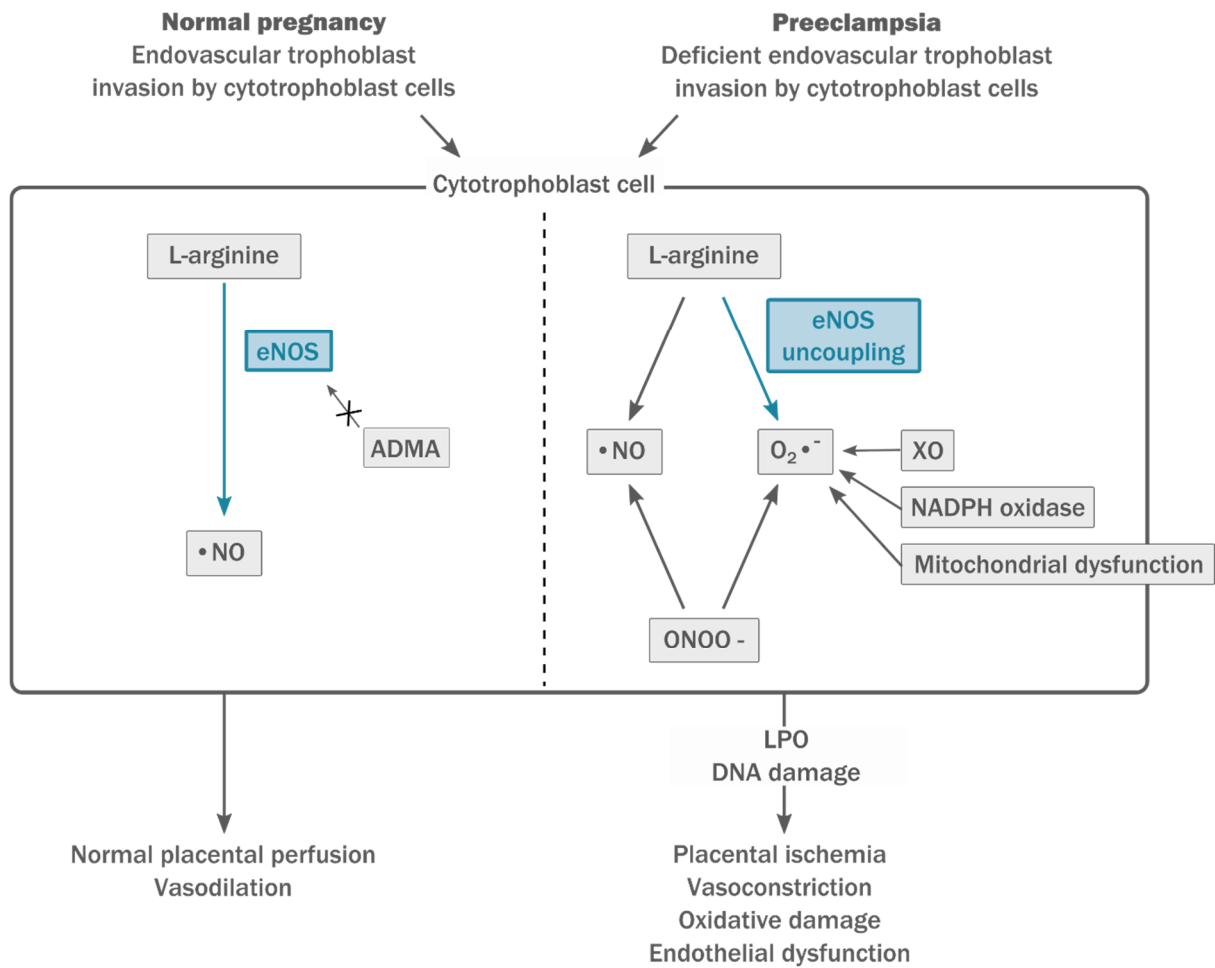 Normal pregnancy
Endovascular trophoblast
invasion by cytotrophoblast cells
Preeclampsia
Deficient endovascular trophoblast
invasion by cytotrophoblast cells
Cytotrophoblast cell
L-arginine
eNOS
ADMA
•NO
L-arginine
eNOS
uncoupling
•NO
O₂•⁻
XO
NADPH oxidase
Mitochondrial dysfunction
ONOO -
Normal placental perfusion
Vasodilation
LPO
DNA damage
Placental ischemia
Vasoconstriction
Oxidative damage
Endothelial dysfunction